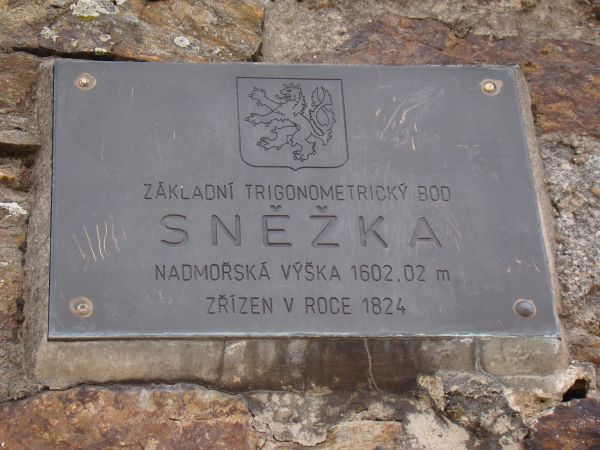 ZÁKLADNÍ TRIGONOMETRICKÝ BOD
SNĚŽKA
NADMOŘSKÁ VÝŠKA 1602.02 m
ZŘÍZEN V ROCE 1824